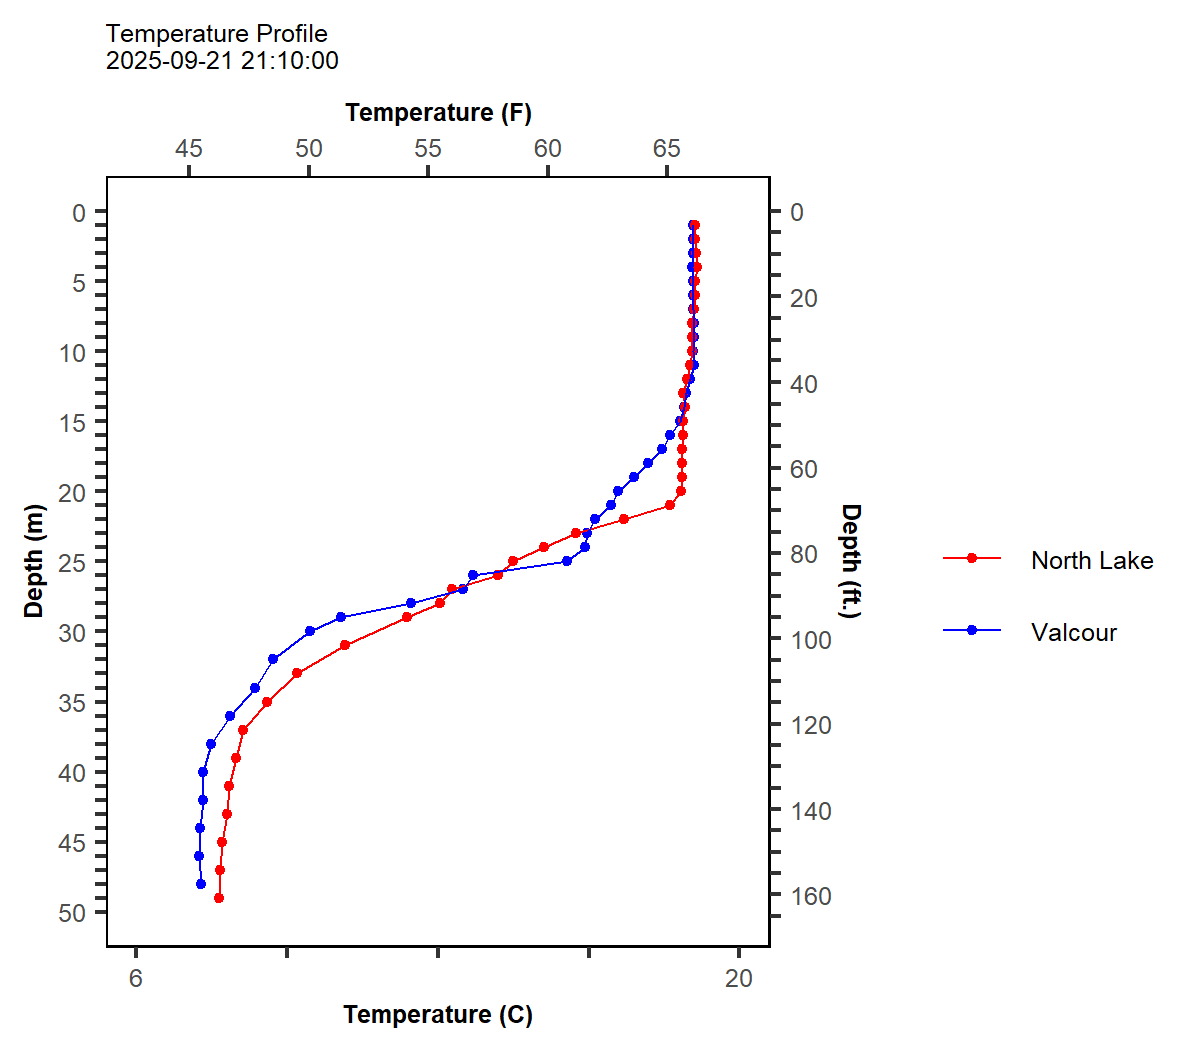 Temperature Profile
2025-09-21 21:10:00
Temperature (F)
45 50 55 60 65
0 0
5
20
10
40
15
60
20
80
25
Depth (m)
Depth (ft.)
North Lake
30
100
Valcour
35
120
40
140
45
160
50
6 20
Temperature (C)